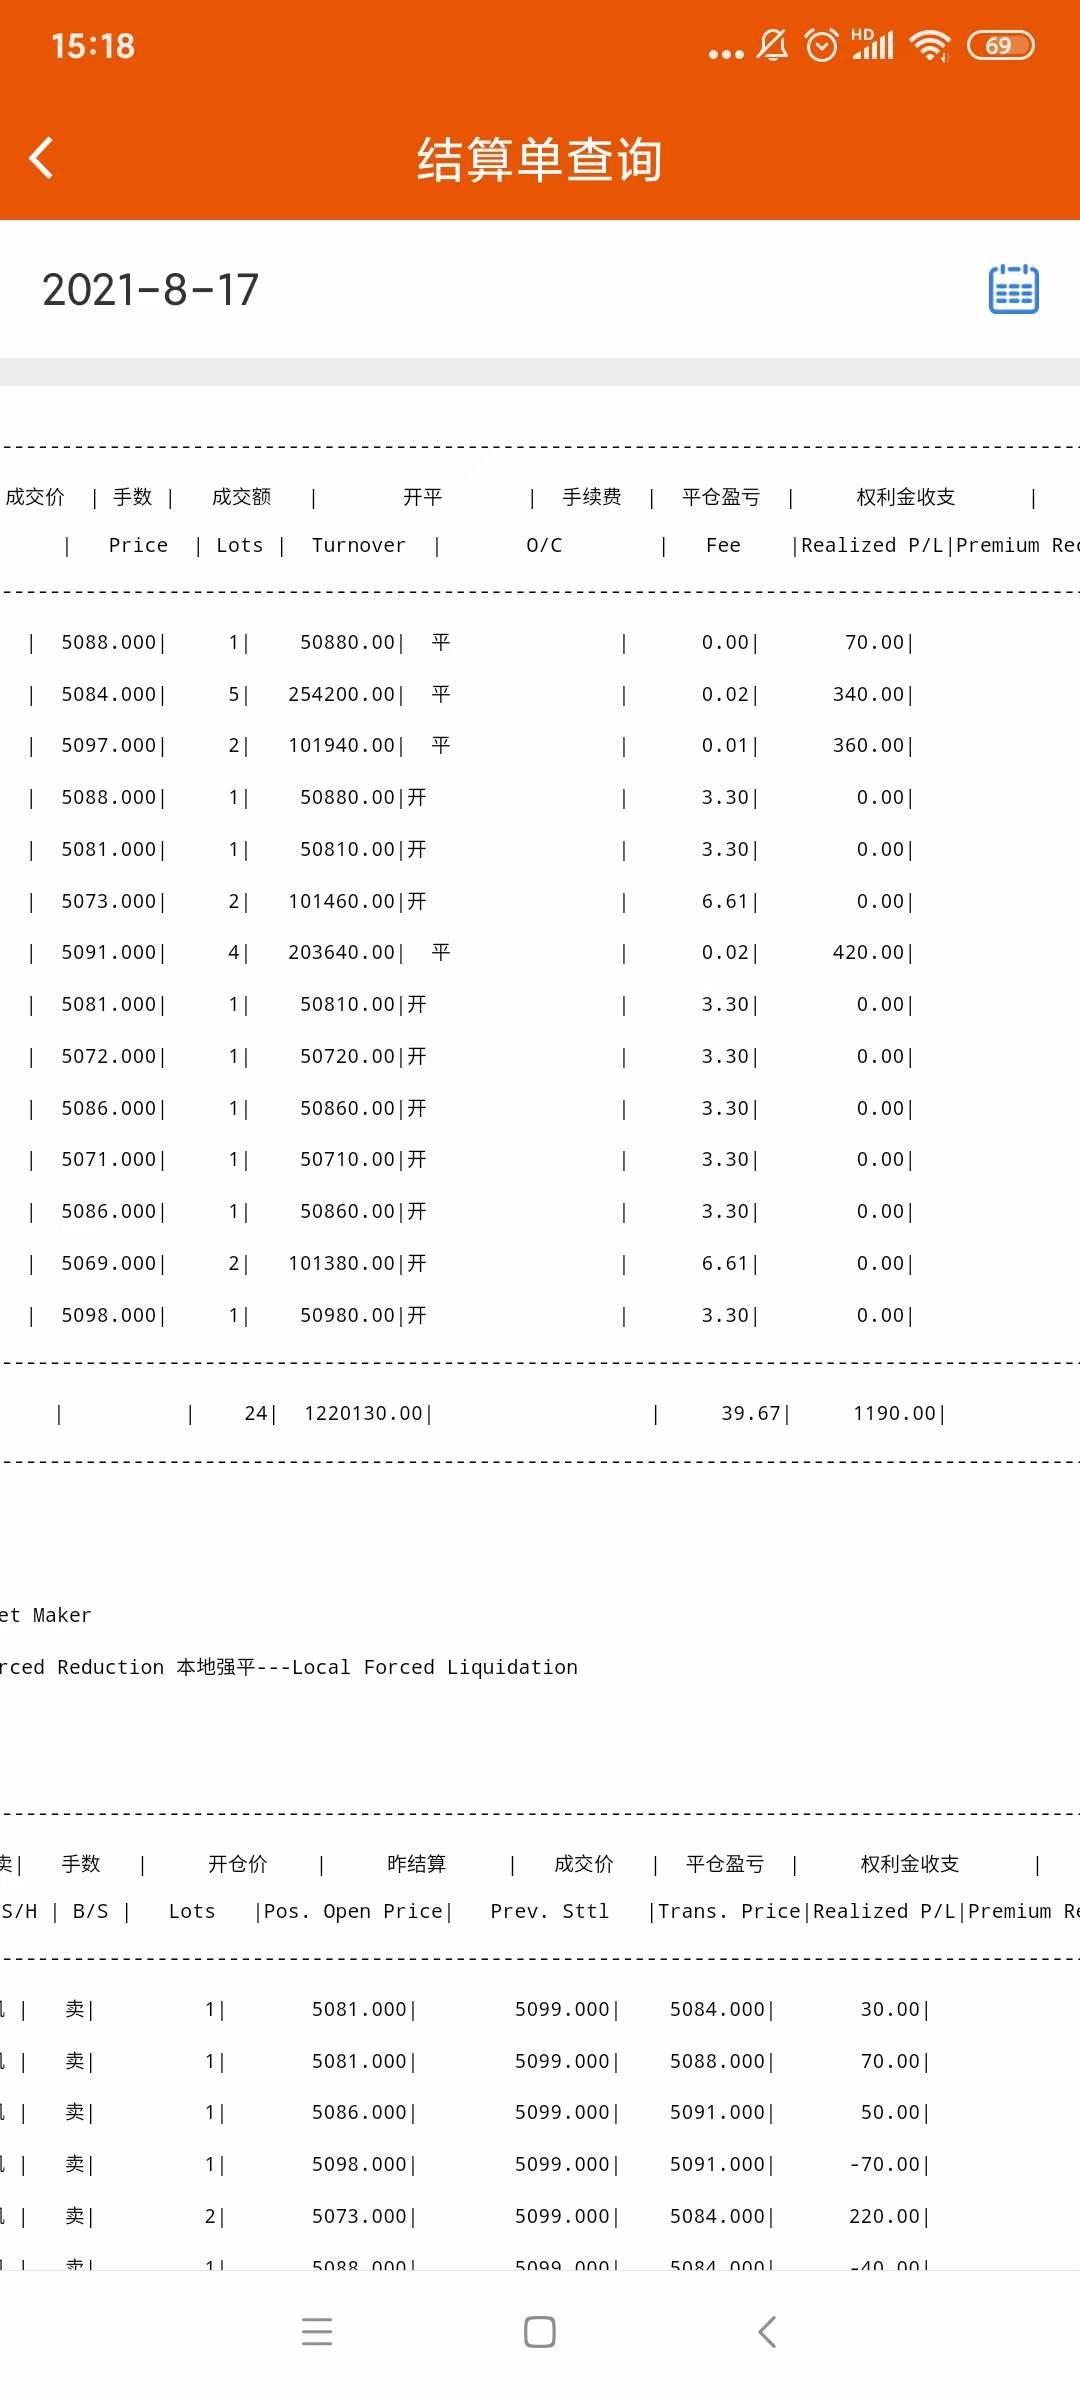 15:18
HD
69
结算单查询
2021-8-17
成交价 | 手数 | 成交额 | 开平 | 手续费 | 平仓盈亏 | 权利金收支 |
| Price | Lots | Turnover | O/C | Fee |Realized P/L|Premium
| 5088.000| 1| 50880.00| 平 | 0.00| 70.00|
| 5084.000| 5| 254200.00| 平 | 0.02| 340.00|
| 5097.000| 2| 101940.00| 平 | 0.01| 360.00|
| 5088.000| 1| 50880.00|开 | 3.30| 0.00|
| 5081.000| 1| 50810.00|开 | 3.30| 0.00|
| 5073.000| 2| 101460.00|开 | 6.61| 0.00|
| 5091.000| 4| 203640.00| 平 | 0.02| 420.00|
| 5081.000| 1| 50810.00|开 | 3.30| 0.00|
| 5072.000| 1| 50720.00|开 | 3.30| 0.00|
| 5086.000| 1| 50860.00|开 | 3.30| 0.00|
| 5071.000| 1| 50710.00|开 | 3.30| 0.00|
| 5086.000| 1| 50860.00|开 | 3.30| 0.00|
| 5069.000| 2| 101380.00|开 | 6.61| 0.00|
| 5098.000| 1| 50980.00|开 | 3.30| 0.00|
| | 24| 1220130.00| | 39.67| 1190.00|
et Maker
rced Reduction 本地强平---Local Forced Liquidation
卖| 手数 | 开仓价 | 昨结算 | 成交价 | 平仓盈亏 | 权利金收支 |
S/H | B/S | Lots |Pos. Open Price| Prev. Sttl |Trans. Price|Realized P/L|Premium
| 卖| 1| 5081.000| 5099.000| 5084.000| 30.00|
| 卖| 1| 5081.000| 5099.000| 5088.000| 70.00|
| 卖| 1| 5086.000| 5099.000| 5091.000| 50.00|
| 卖| 1| 5098.000| 5099.000| 5091.000| -70.00|
| 卖| 2| 5073.000| 5099.000| 5084.000| 220.00|
| 卖| 1| 5088.000| 5099.000| 5084.000| -40.00|